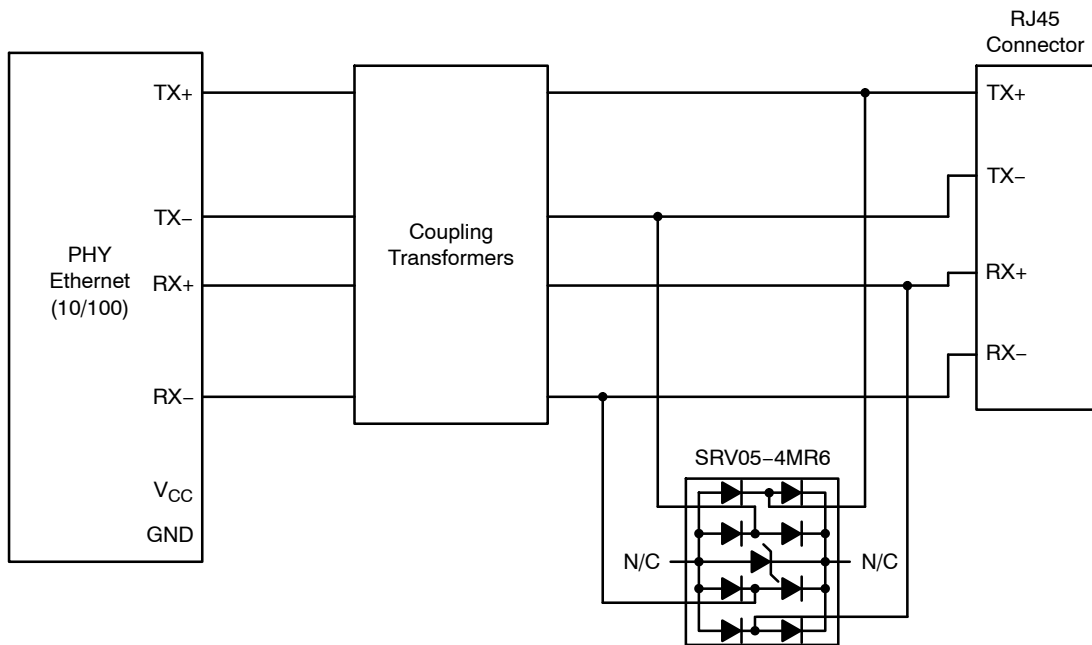 RJ45
Connector
TX+
TX−
RX+
RX−
PHY
Ethernet
(10/100)
VCC
GND
Coupling
Transformers
TX+
TX−
RX+
RX−
SRV05−4MR6
N/C
N/C